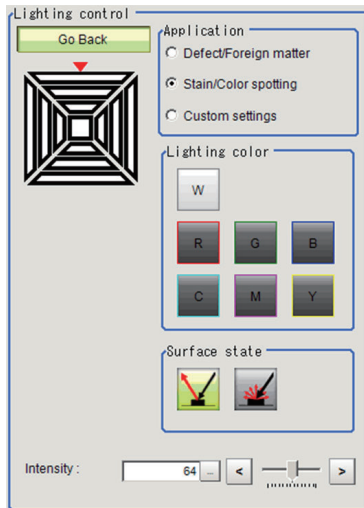 Lighting control
Go Back
Application
Defect/Foreign matter
Stain/Color spotting
Custom settings
Lighting color
W
R G B
C M Y
Surface state
Intensity : 64 ... < >